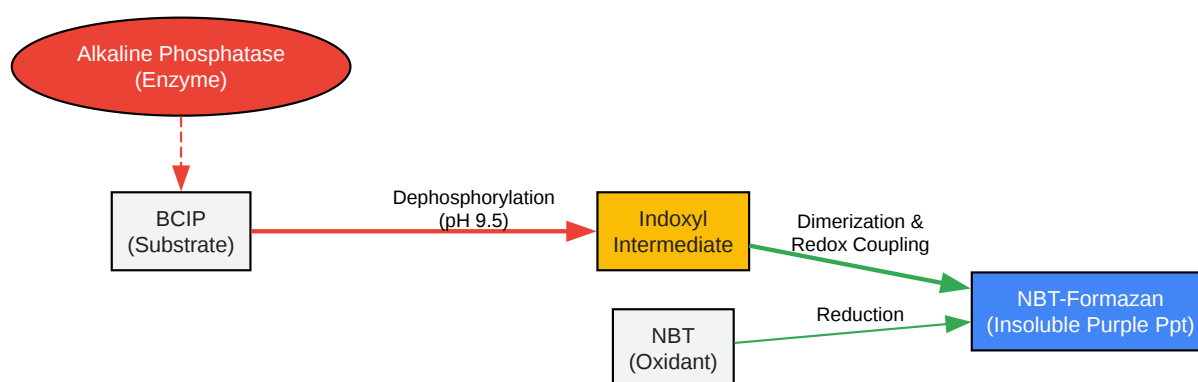 Alkaline Phosphatase
(Enzyme)
BCIP
(Substrate)
Dephosphorylation
(pH 9.5)
Indoxyl
Intermediate
Dimerization &
Redox Coupling
NBT
(Oxidant)
Reduction
NBT-Formazan
(Insoluble Purple Ppt)